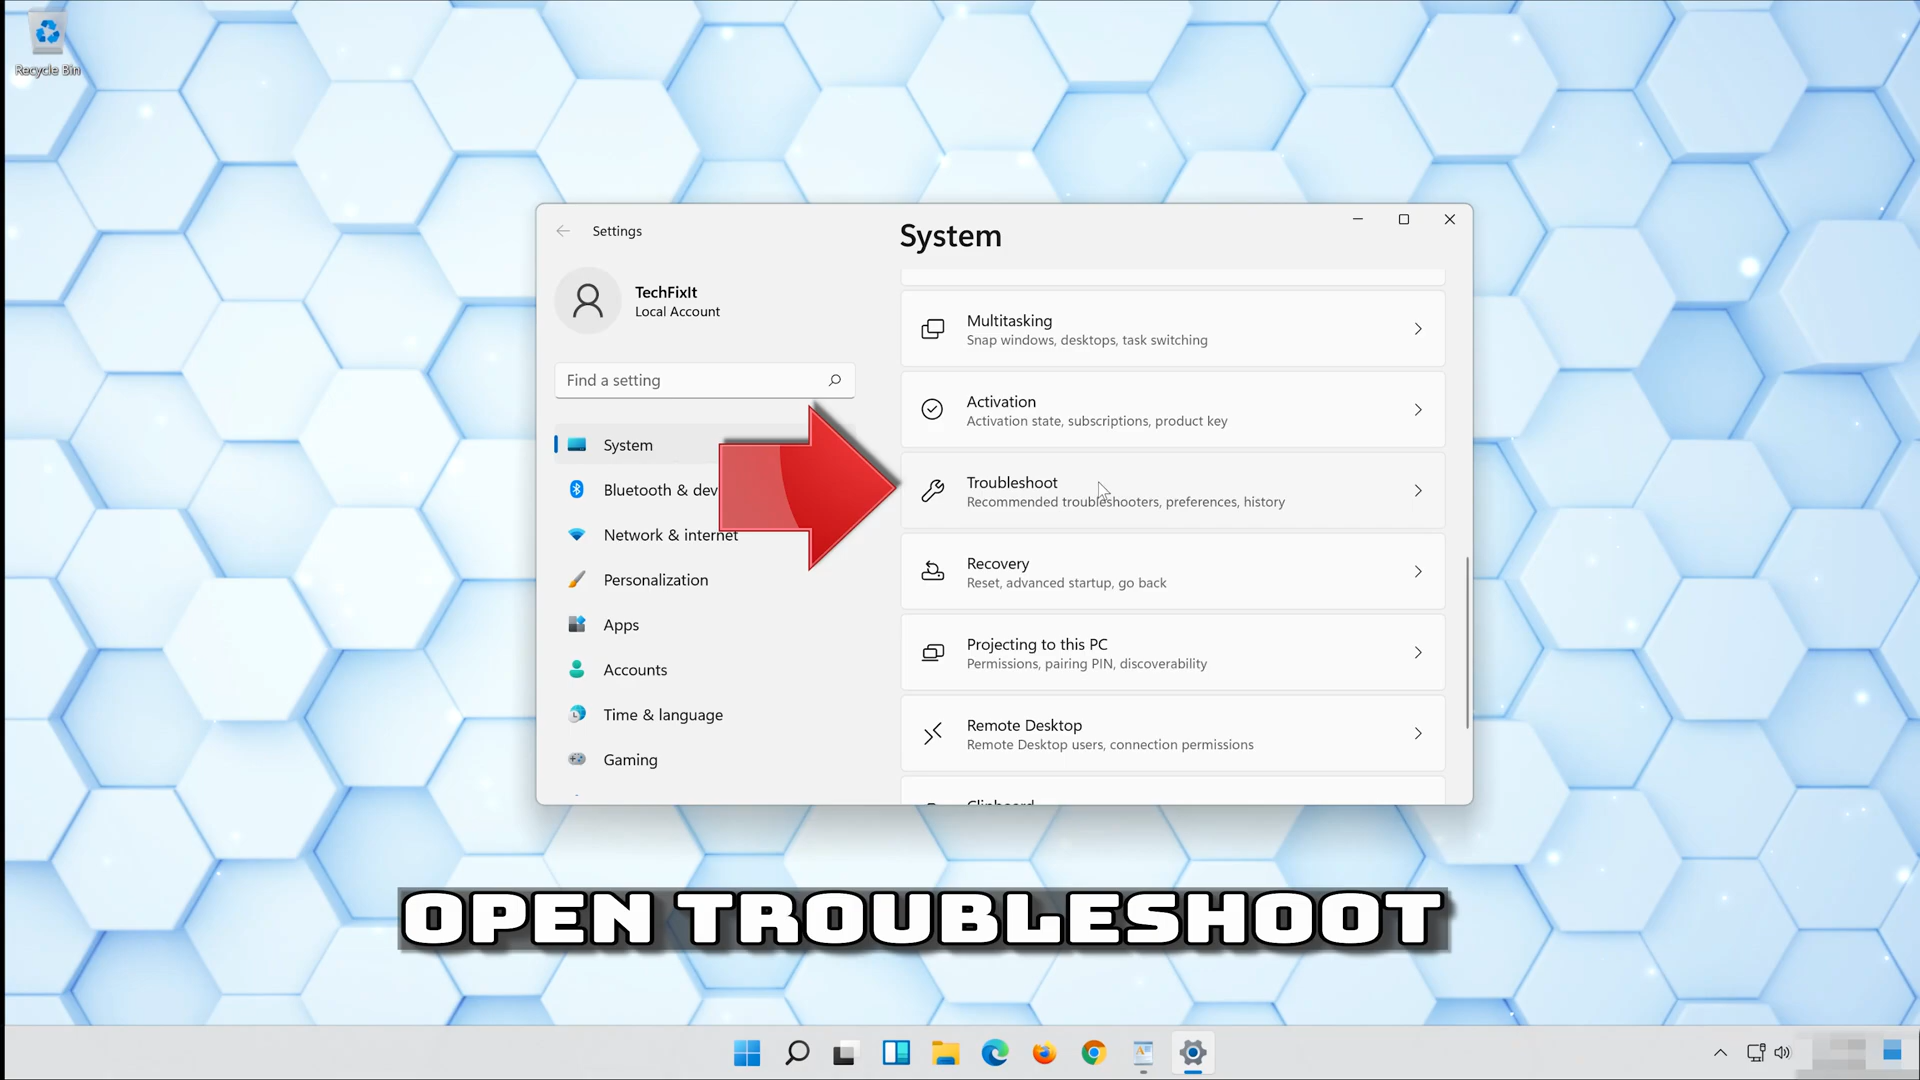 Recycle Bin
Settings
System
TechFixIt
Local Account
Find a setting
System
Bluetooth & dev
Network & internet
Personalization
Apps
Accounts
Time & language
Gaming
Multitasking
Snap windows, desktops, task switching
Activation
Activation state, subscriptions, product key
Troubleshoot
Recommended troubleshooters, preferences, history
Recovery
Reset, advanced startup, go back
Projecting to this PC
Permissions, pairing PIN, discoverability
Remote Desktop
Remote Desktop users, connection permissions
Clipboard
OPEN TROUBLESHOOT